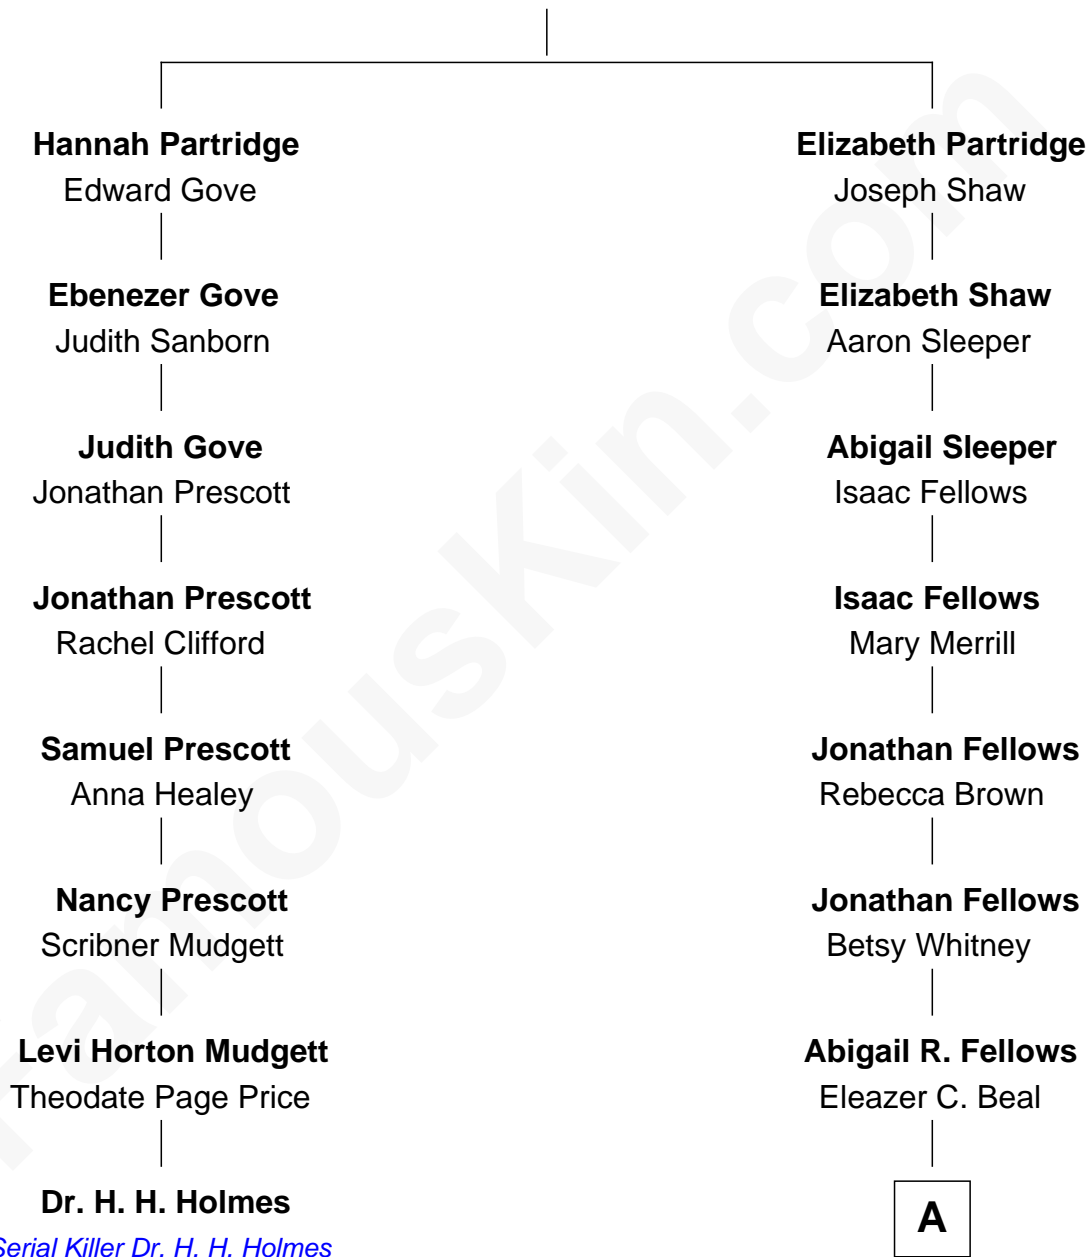 Hannah Partridge
Edward Gove
Elizabeth Partridge
Joseph Shaw
Ebenezer Gove
Judith Sanborn
Elizabeth Shaw
Aaron Sleeper
Judith Gove
Jonathan Prescott
Abigail Sleeper
Isaac Fellows
Jonathan Prescott
Rachel Clifford
Isaac Fellows
Mary Merrill
Samuel Prescott
Anna Healey
Jonathan Fellows
Rebecca Brown
Nancy Prescott
Scribner Mudgett
Jonathan Fellows
Betsy Whitney
Levi Horton Mudgett
Theodate Page Price
Abigail R. Fellows
Eleazer C. Beal
Dr. H. H. Holmes
Serial Killer Dr. H. H. Holmes
A
FamousKin.com